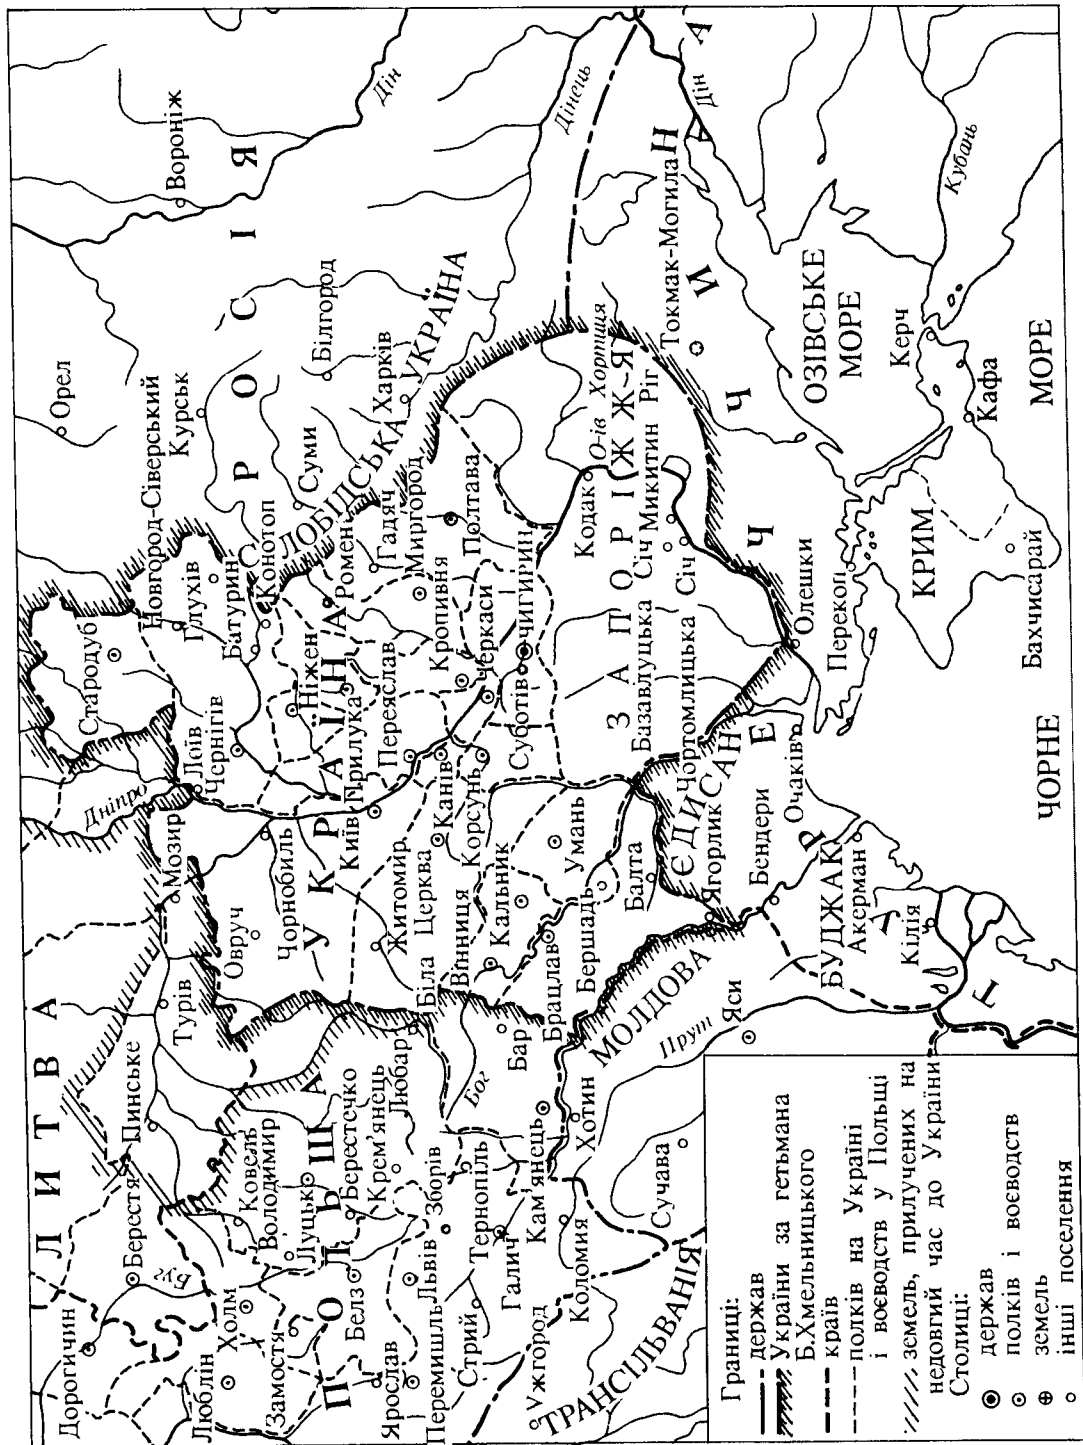 ЛИТВА
ПОЛЬША
УКРАЇНА
РОСІЯ
СЛОБІДСЬКА УКРАЇНА
ЗАПОРІЖЖЯ
ТАТАРИЧЧИНА
ЄДИСАН
БУДЖАК
МОЛДОВА
ТРАНСІЛЬВАНІЯ
КРИМ
ОЗІВСЬКЕ
МОРЕ
ЧОРНЕ
МОРЕ
Дорогичин
Берестя
Буг
Пинське
Турів
Мозир
Дніпро
Лоїв
Чернігів
Стародуб
Новгород-Сіверський
Глухів
Батурин
Конотоп
Курськ
Орел
Вороніж
Дін
Люблін
Холм
Замостя
Ковель
Володимир
Луцьк
Белз
Берестечко
Крем'янець
Любар
Овруч
Чорнобиль
Київ
Житомир
Ніжен
Прилука
Переяслав
Ромен
Гадяч
Миргород
Суми
Білгород
Харків
Полтава
Ярослав
Перемишль
Львів
Зборів
Стрий
Тернопіль
Галич
Кам'янець
Коломия
Ужгород
Хотин
Сучава
Бог
Бар
Біла Церква
Вінниця
Кальник
Брацлав
Бершадь
Балта
Умань
Канів
Корсунь
Кропивня
Черкаси
Чигирин
Суботів
Кодак
О-ів Хортиця
Базавлуцька Січ
Микитин Ріг
Чортомлицька Січ
Токмак-Могила
Дінець
Дін
Кубань
Ягорлик
Бендери
Очаків
Акерман
Кілія
Яси
Прут
Олешки
Перекоп
Бахчисарай
Кафа
Керч
Границі:
держав
України за гетьмана
Б.Хмельницького
країв
полків на Україні
і воєводств у Польщі
земель, прилучених на
недовгий час до України
Столиці:
держав
полків і воєводств
земель
інші поселення